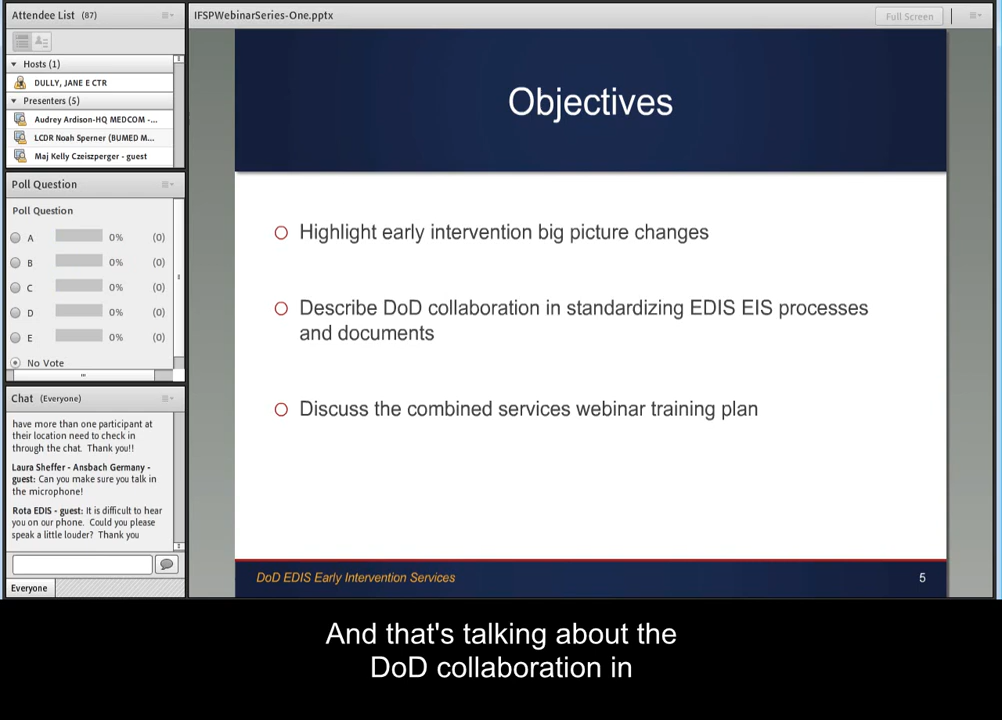 Attendee List (87)
Hosts (1)
DULLY, JANE E CTR
Presenters (5)
Audrey Ardison-HQ MEDCOM -...
LCDR Noah Sperner (BUMED M...
Maj Kelly Czeiszperger - guest
Poll Question
Poll Question
A 0% (0)
B 0% (0)
C 0% (0)
D 0% (0)
E 0% (0)
No Vote
Chat (Everyone)
have more than one participant at
their location need to check in
through the chat. Thank you!!
Laura Sheffer - Ansbach Germany -
guest: Can you make sure you talk in
the microphone!
Rota EDIS - guest: It is difficult to hear
you on our phone. Could you please
speak a little louder? Thank you
Everyone
IFSPWebinarSeries-One.pptx
Full Screen
Objectives
Highlight early intervention big picture changes
Describe DoD collaboration in standardizing EDIS EIS processes
and documents
Discuss the combined services webinar training plan
DoD EDIS Early Intervention Services
5
And that's talking about the
DoD collaboration in